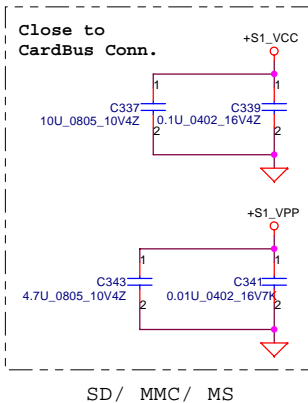 Close to
CardBus Conn.
+S1_VCC
1 1
C337 C339
10U_0805_10V4Z 0.1U_0402_16V4Z
2 2
+S1_VPP
1 1
C343 C341
4.7U_0805_10V4Z 0.01U_0402_16V7K
2 2
SD/ MMC/ MS